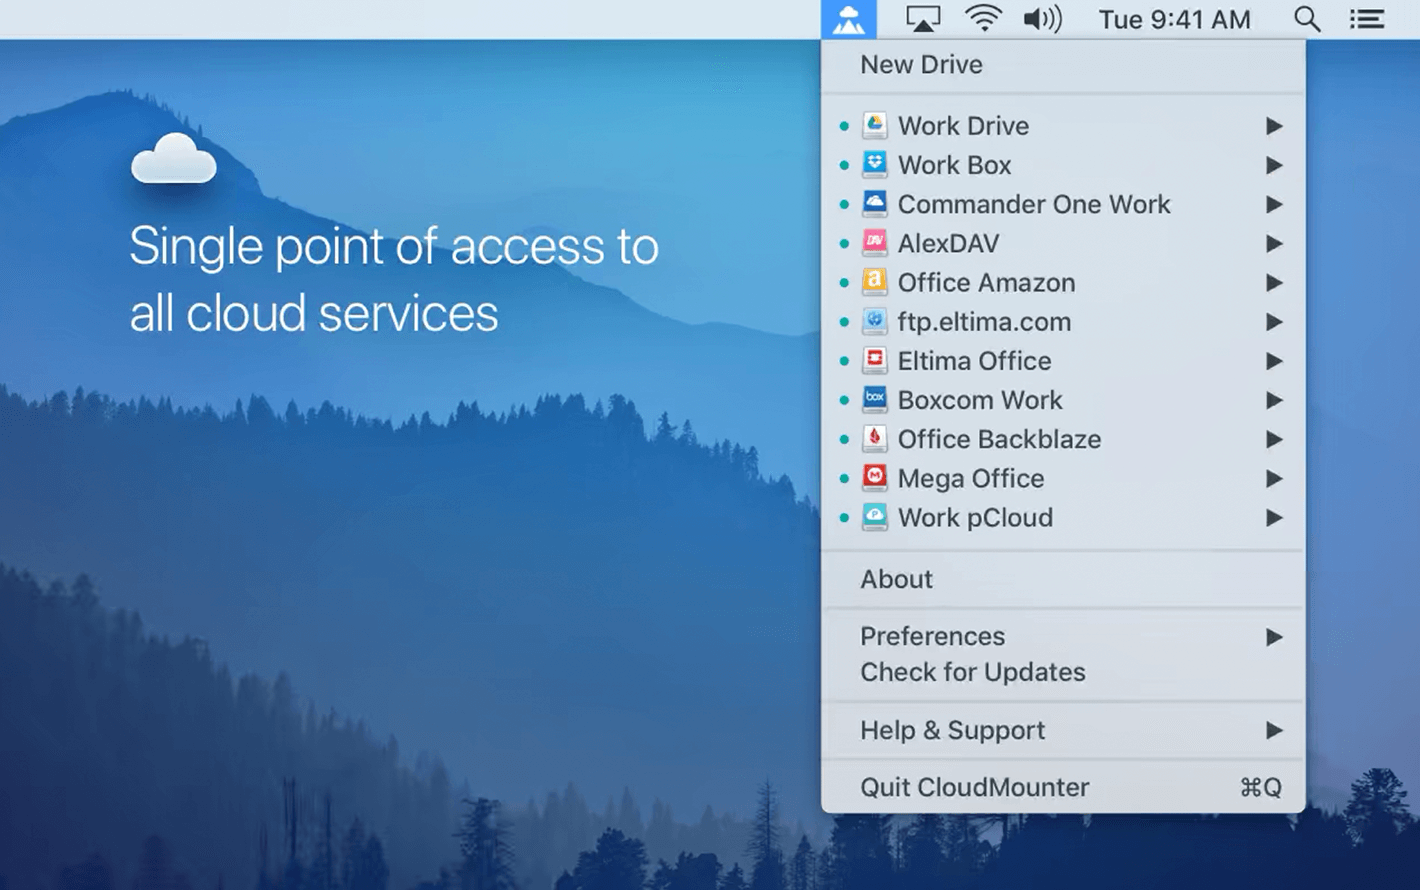 Tue 9:41 AM
Single point of access to
all cloud services
New Drive
Work Drive
Work Box
Commander One Work
DAV AlexDAV
a Office Amazon
ftp.eltima.com
Eltima Office
box Boxcom Work
Office Backblaze
M Mega Office
P Work pCloud
About
Preferences
Check for Updates
Help & Support
Quit CloudMounter ⌘Q